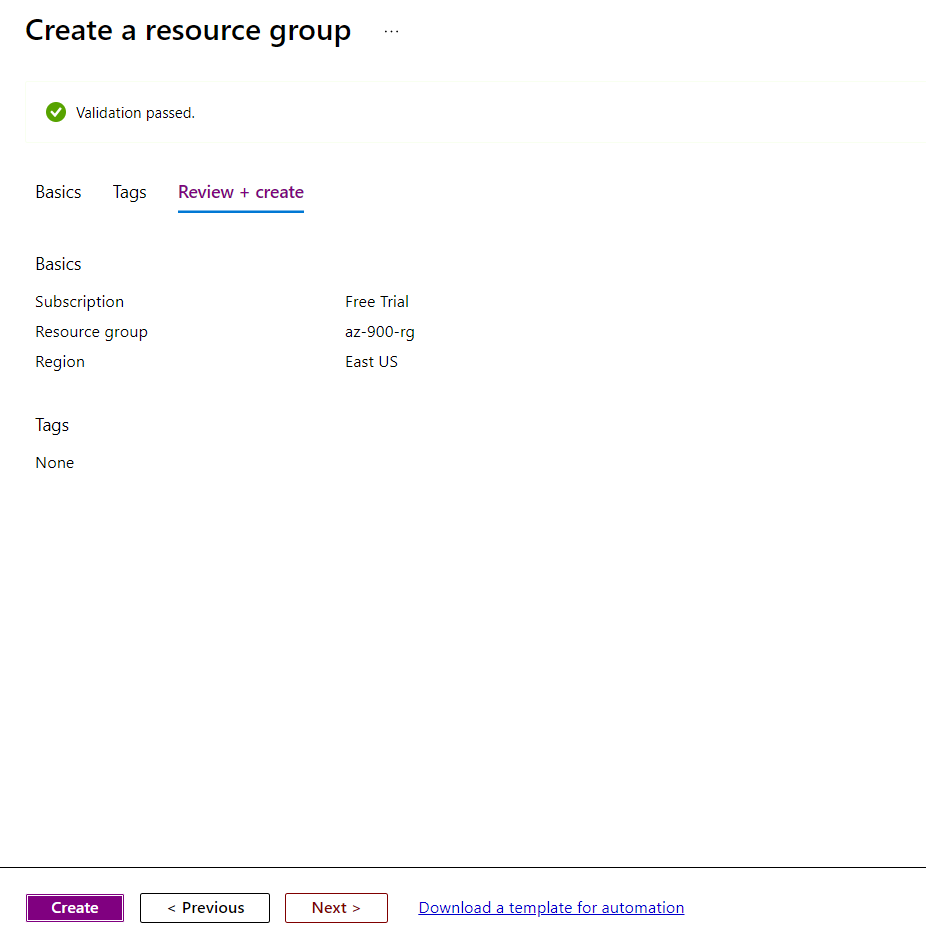 Create a resource group ...
Validation passed.
Basics Tags Review + create
Basics
Subscription Free Trial
Resource group az-900-rg
Region East US
Tags
None
Create < Previous Next > Download a template for automation